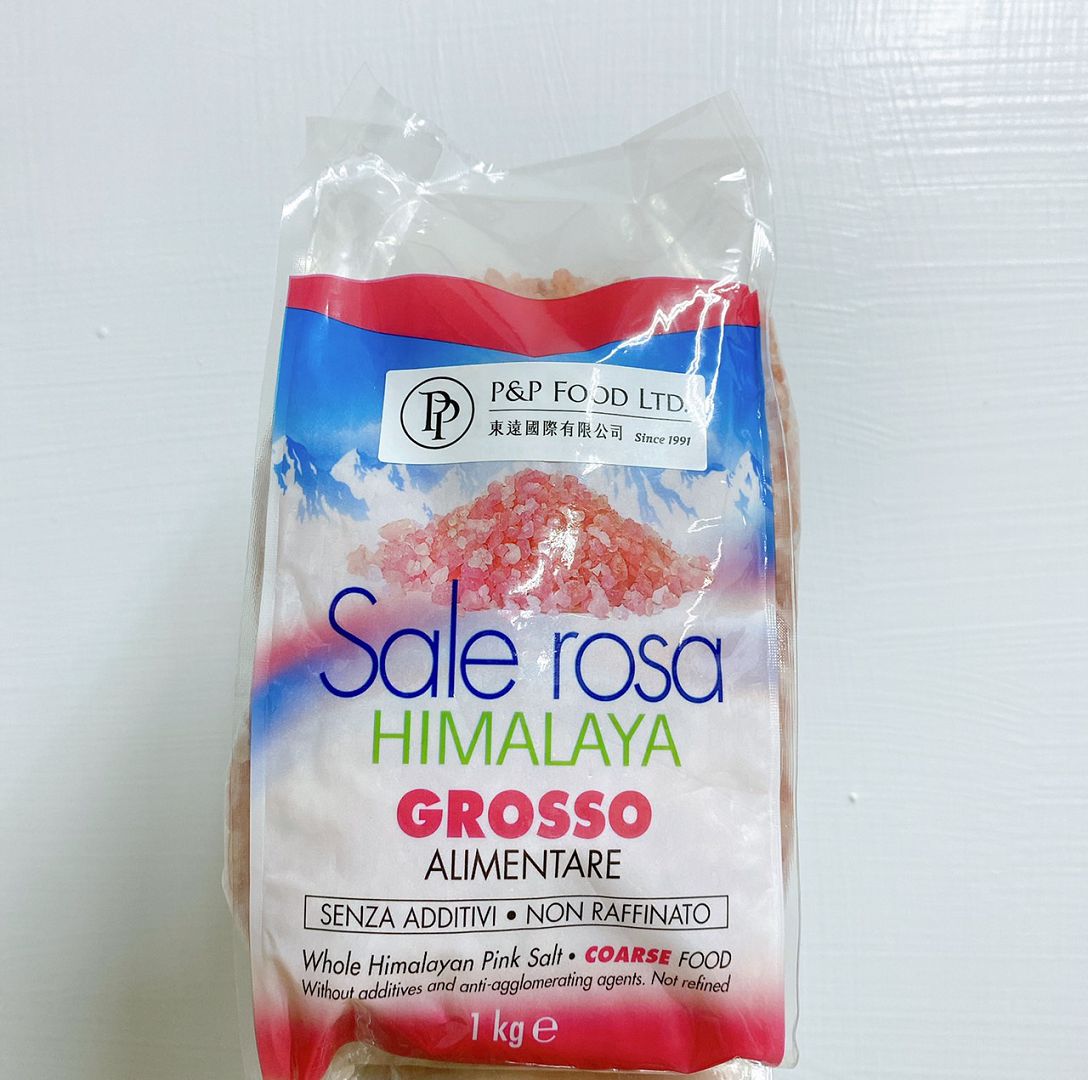 PP
P&P FOOD LTD.
東遠國際有限公司 Since 1991
Sale rosa
HIMALAYA
GROSSO
ALIMENTARE
SENZA ADDITIVI • NON RAFFINATO
Whole Himalayan Pink Salt • COARSE FOOD
Without additives and anti-agglomerating agents. Not refined
1 kg ℮